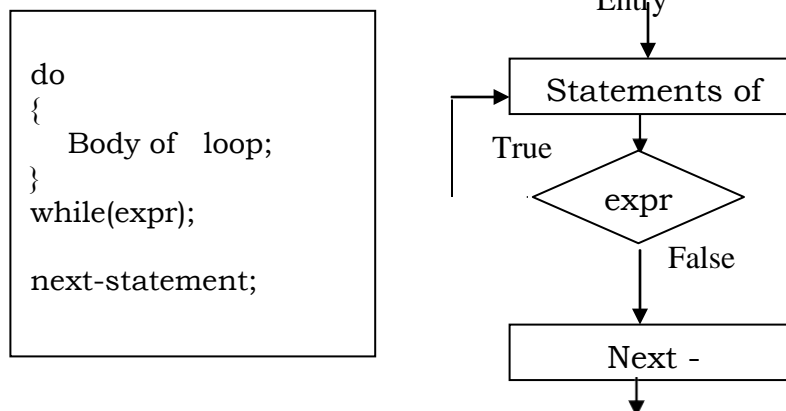 do
{
Body of loop;
}
while(expr);
next-statement;
Entry
Statements of
True
expr
False
Next -